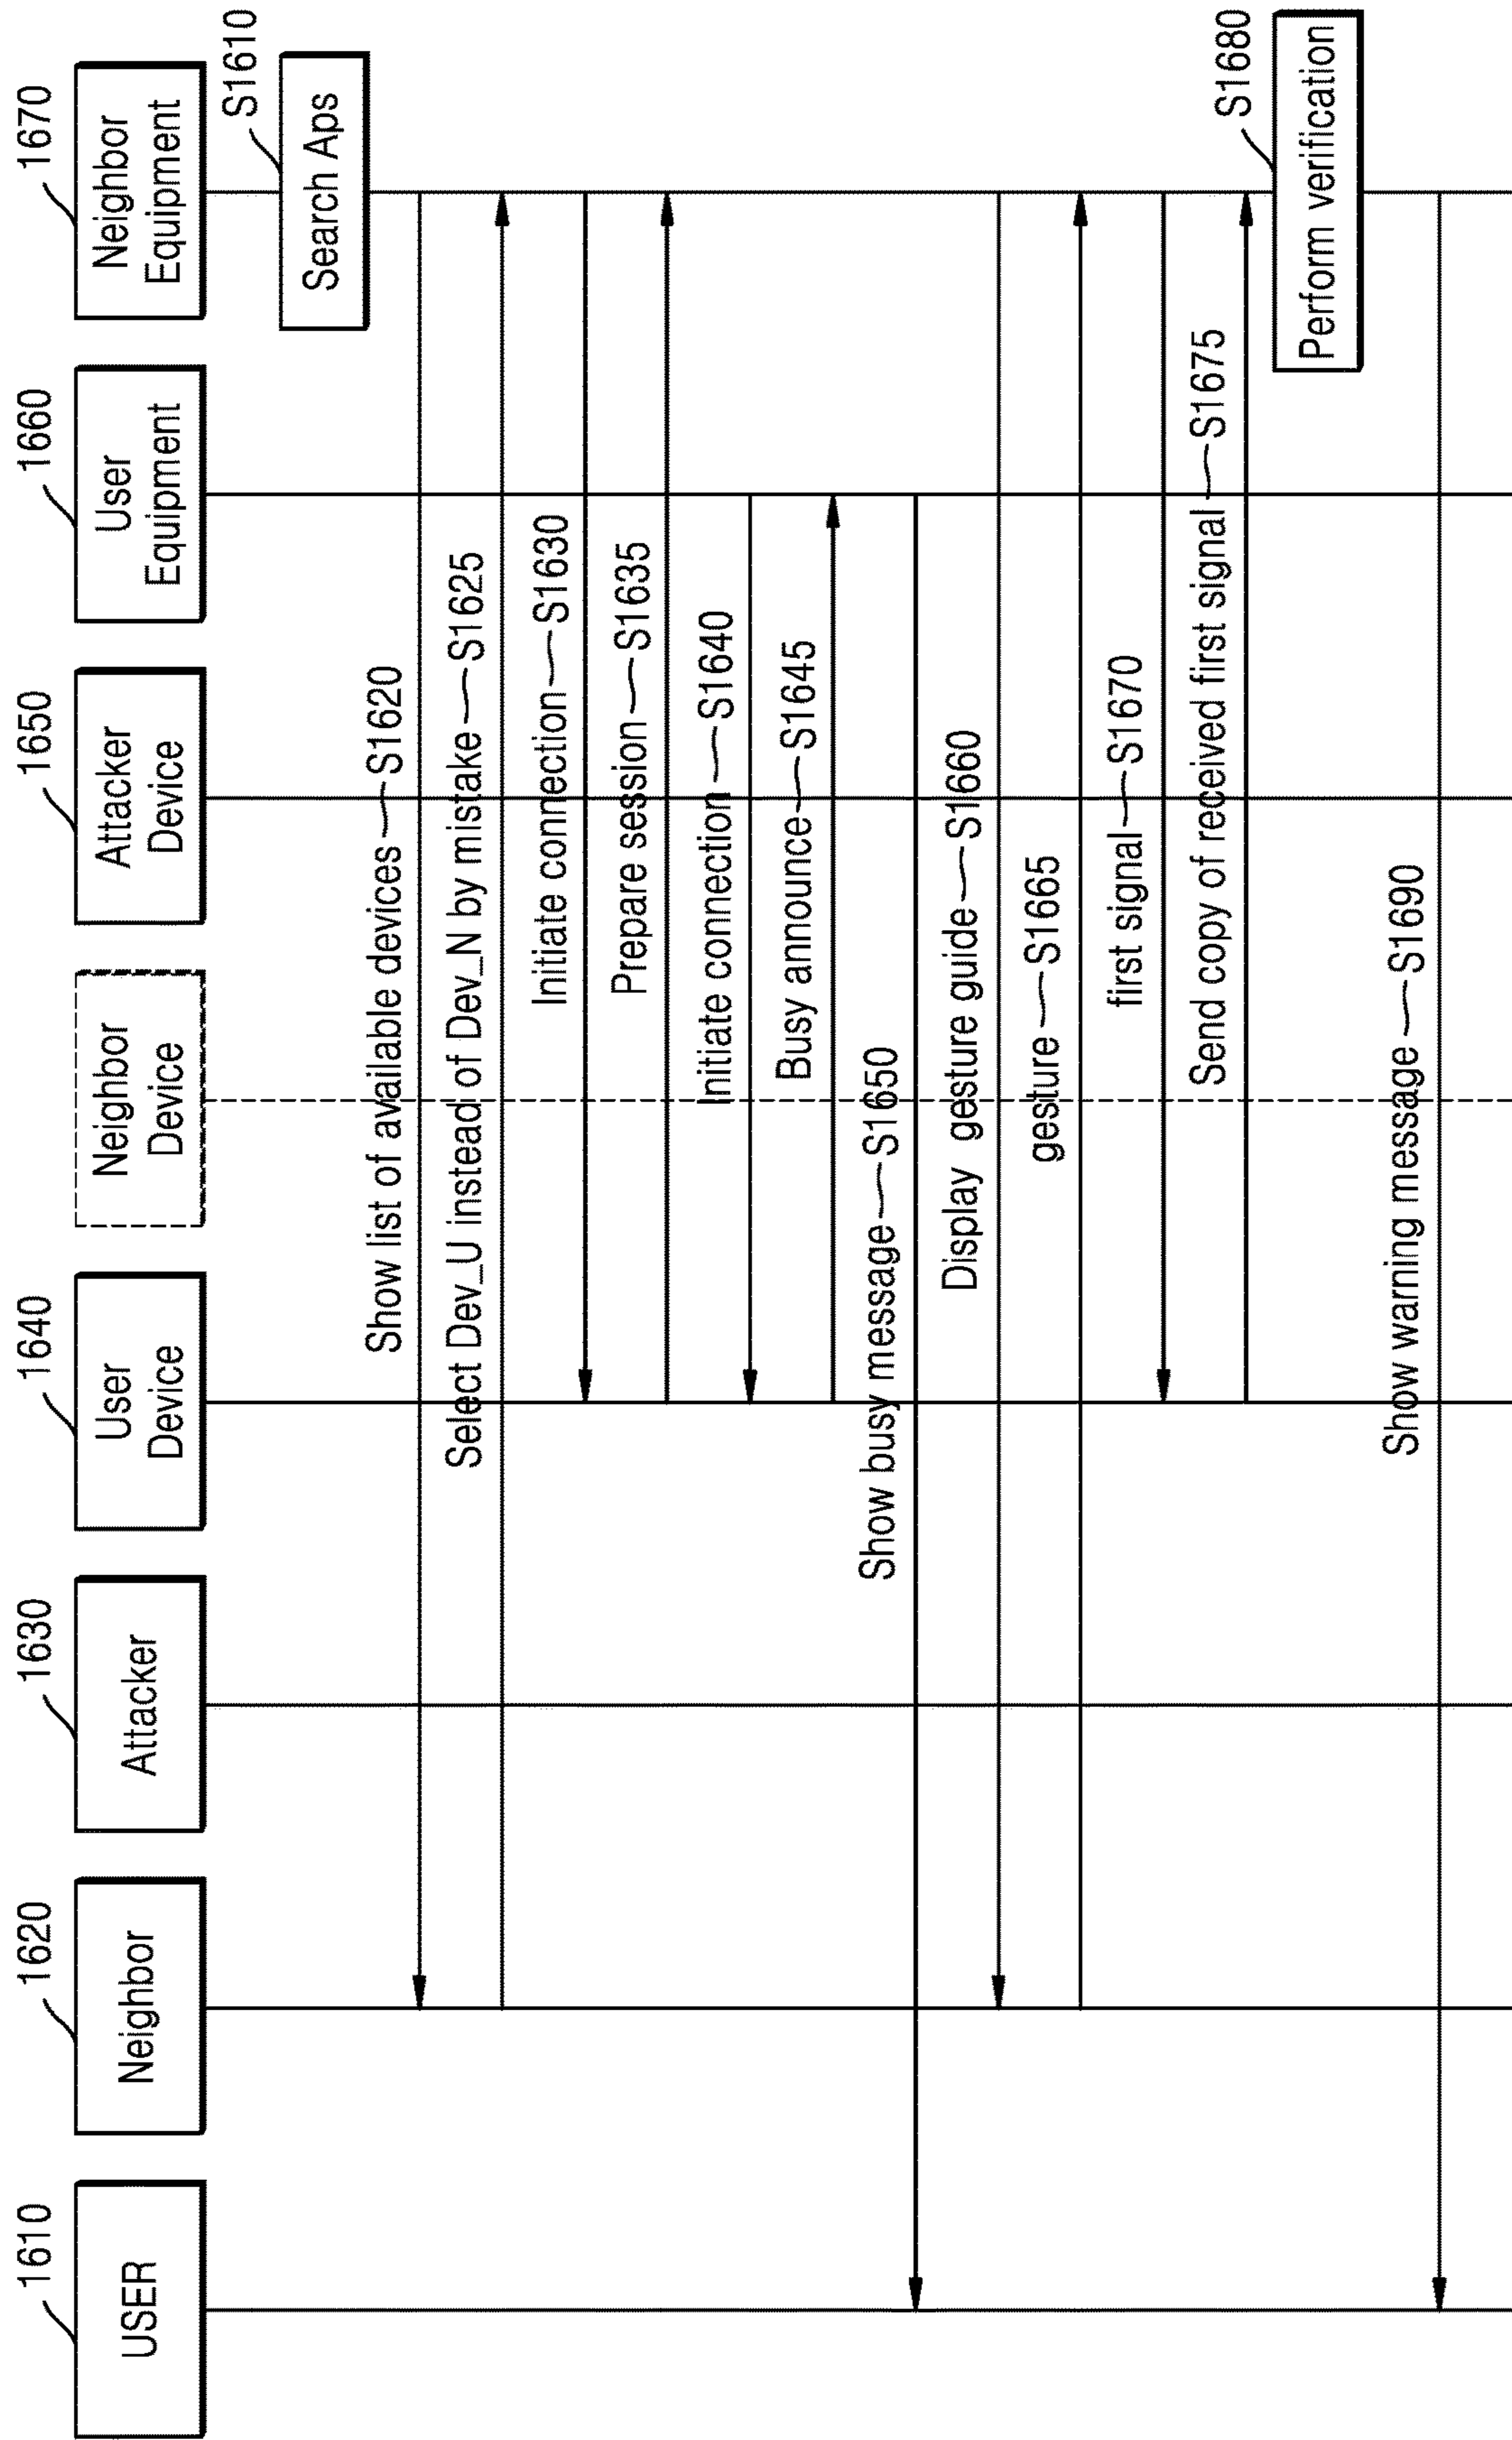 1610
USER
1620
Neighbor
1630
Attacker
1640
User
Device
Neighbor
Device
1650
Attacker
Device
1660
User
Equipment
1670
Neighbor
Equipment
S1610
Search Aps
Show list of available devices S1620
Select Dev_U instead of Dev_N by mistake S1625
Initiate connection S1630
Prepare session S1635
Initiate connection S1640
Busy announce S1645
Show busy message S1650
Display gesture guide S1660
gesture S1665
first signal S1670
Send copy of received first signal S1675
S1680
Perform verification
Show warning message S1690